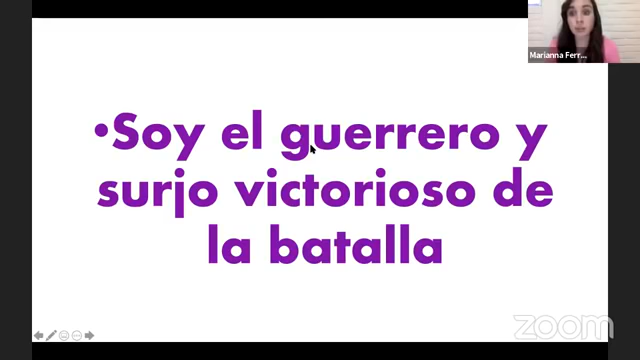 Marianna Ferr...
•Soy el guerrero y
surjo victorioso de
la batalla
zoom